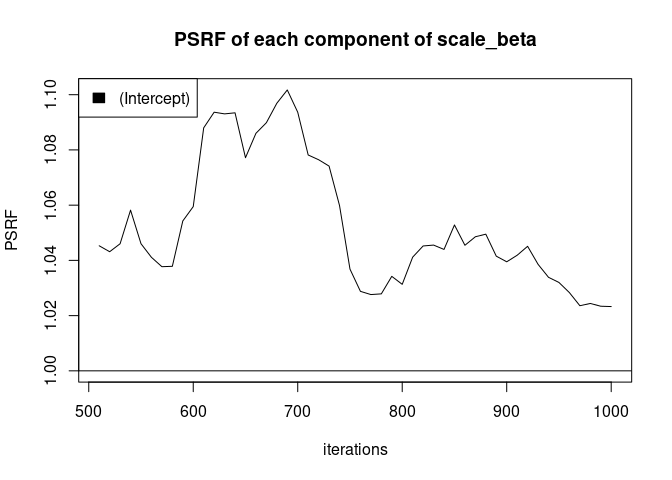 PSRF of each component of scale_beta
(Intercept)
PSRF
1.10
1.08
1.06
1.04
1.02
1.00
500 600 700 800 900 1000
iterations